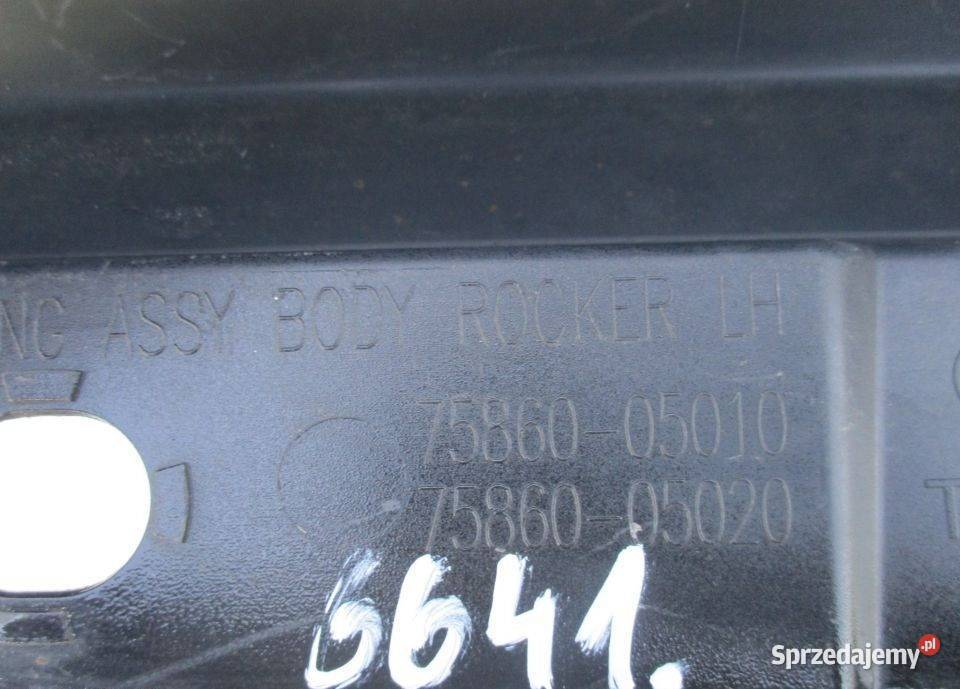 NG ASSY BODY ROCKER LH
75860-05010
75860-05020
6641.
Sprzedajemy.pl